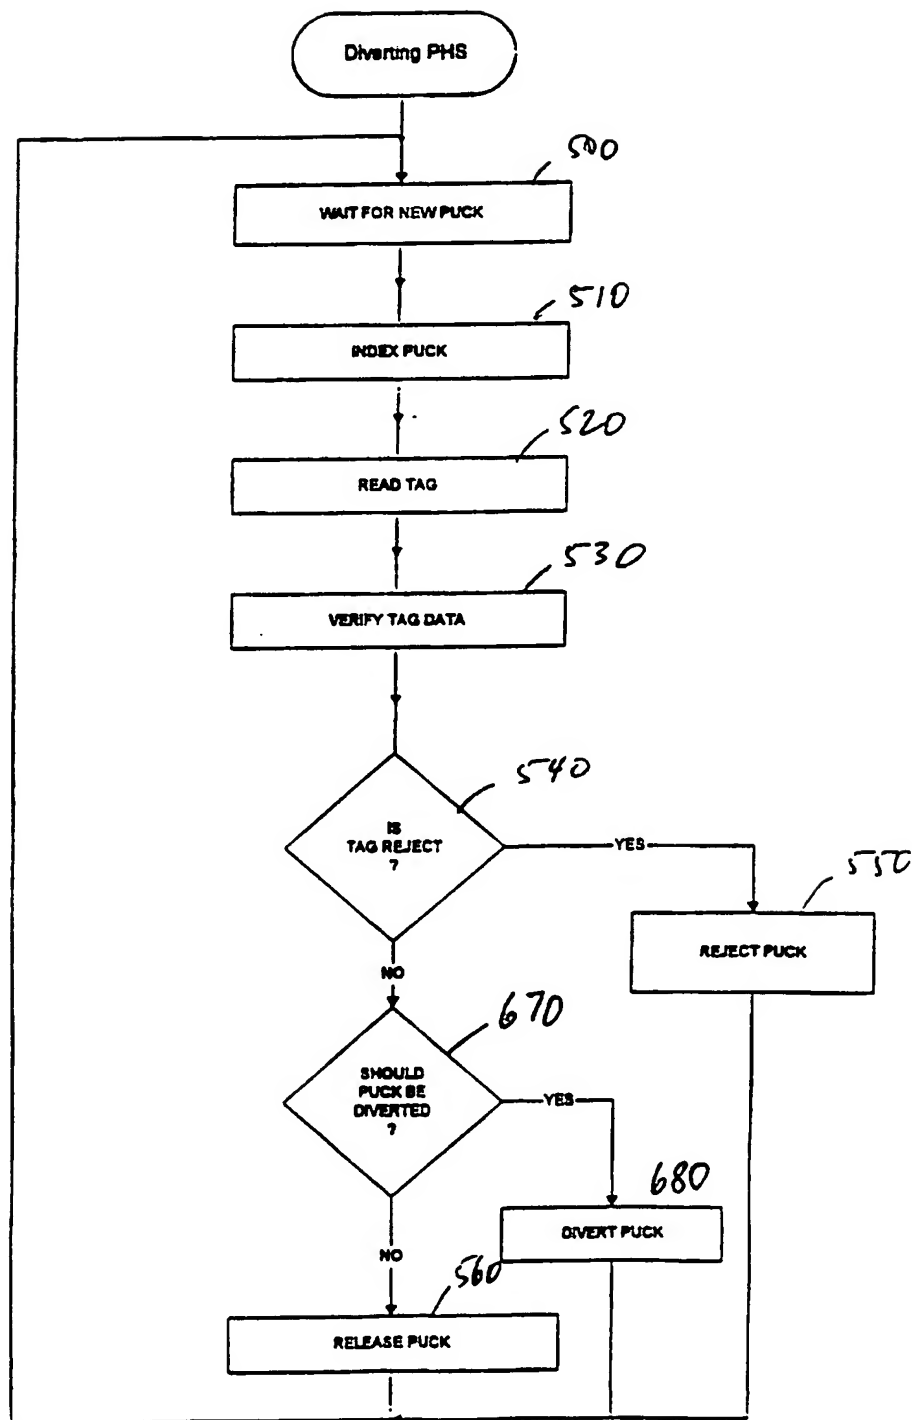 Diverting PHS
500
WAIT FOR NEW PUCK
510
INDEX PUCK
520
READ TAG
530
VERIFY TAG DATA
540
IS
TAG REJECT
?
YES
550
REJECT PUCK
NO
670
SHOULD
PUCK BE
DIVERTED
?
YES
680
DIVERT PUCK
NO
560
RELEASE PUCK